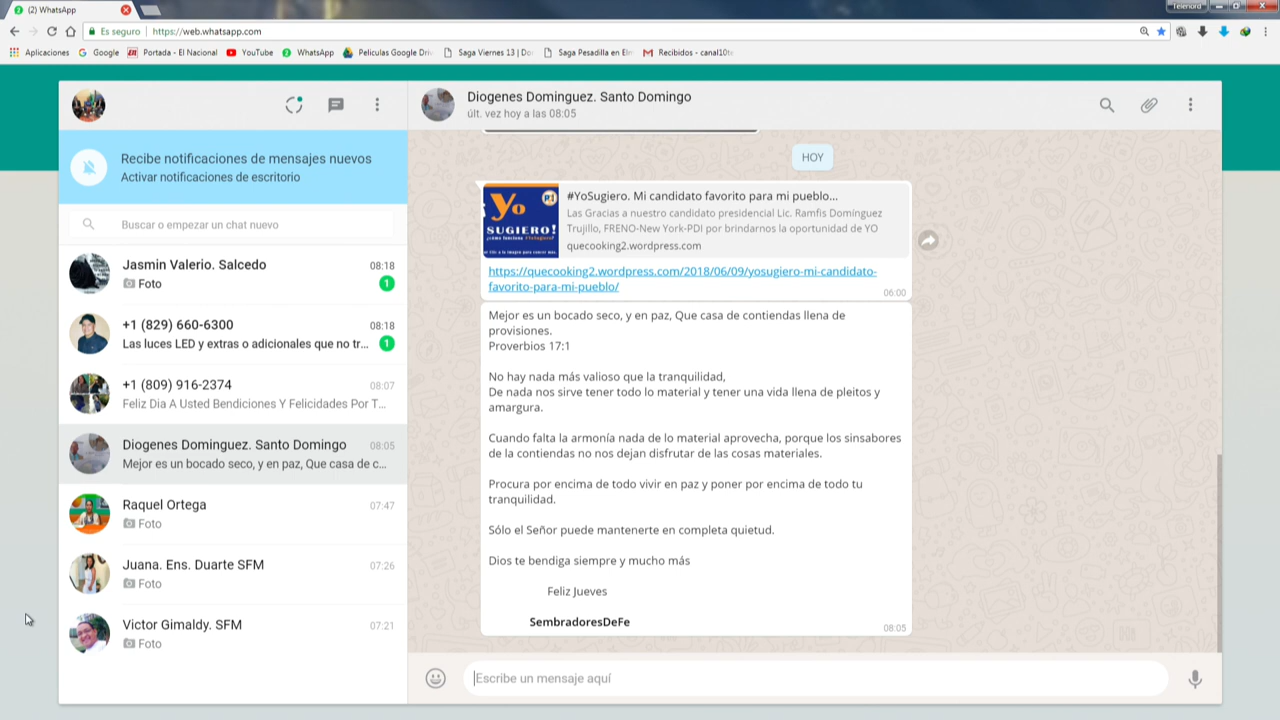 (2) WhatsApp
Telenord
Es seguro
https://web.whatsapp.com
Aplicaciones
Google
Portada - El Nacional
YouTube
WhatsApp
Peliculas Google Driv
Saga Viernes 13 | Do
Saga Pesadilla en Elm
Recibidos - canal10te
Diogenes Dominguez. Santo Domingo
últ. vez hoy a las 08:05
Recibe notificaciones de mensajes nuevos
Activar notificaciones de escritorio
Buscar o empezar un chat nuevo
Jasmin Valerio. Salcedo 08:18
Foto 1
+1 (829) 660-6300 08:18
Las luces LED y extras o adicionales que no tr... 1
+1 (809) 916-2374 08:07
Feliz Dia A Usted Bendiciones Y Felicidades Por T...
Diogenes Dominguez. Santo Domingo 08:05
Mejor es un bocado seco, y en paz, Que casa de c...
Raquel Ortega 07:47
Foto
Juana. Ens. Duarte SFM 07:26
Foto
Victor Gimaldy. SFM 07:21
Foto
HOY
Yo
SUGIERO!
#YoSugiero. Mi candidato favorito para mi pueblo...
Las Gracias a nuestro candidato presidencial Lic. Ramfis Domínguez
Trujillo, FRENO-New York-PDI por brindarnos la oportunidad de YO
quecooking2.wordpress.com
https://quecooking2.wordpress.com/2018/06/09/yosugiero-mi-candidato-
favorito-para-mi-pueblo/
06:00
Mejor es un bocado seco, y en paz, Que casa de contiendas llena de
provisiones.
Proverbios 17:1
No hay nada más valioso que la tranquilidad,
De nada nos sirve tener todo lo material y tener una vida llena de pleitos y
amargura.
Cuando falta la armonía nada de lo material aprovecha, porque los sinsabores
de la contiendas no nos dejan disfrutar de las cosas materiales.
Procura por encima de todo vivir en paz y poner por encima de todo tu
tranquilidad.
Sólo el Señor puede mantenerte en completa quietud.
Dios te bendiga siempre y mucho más
Feliz Jueves
SembradoresDeFe
08:05
Escribe un mensaje aquí